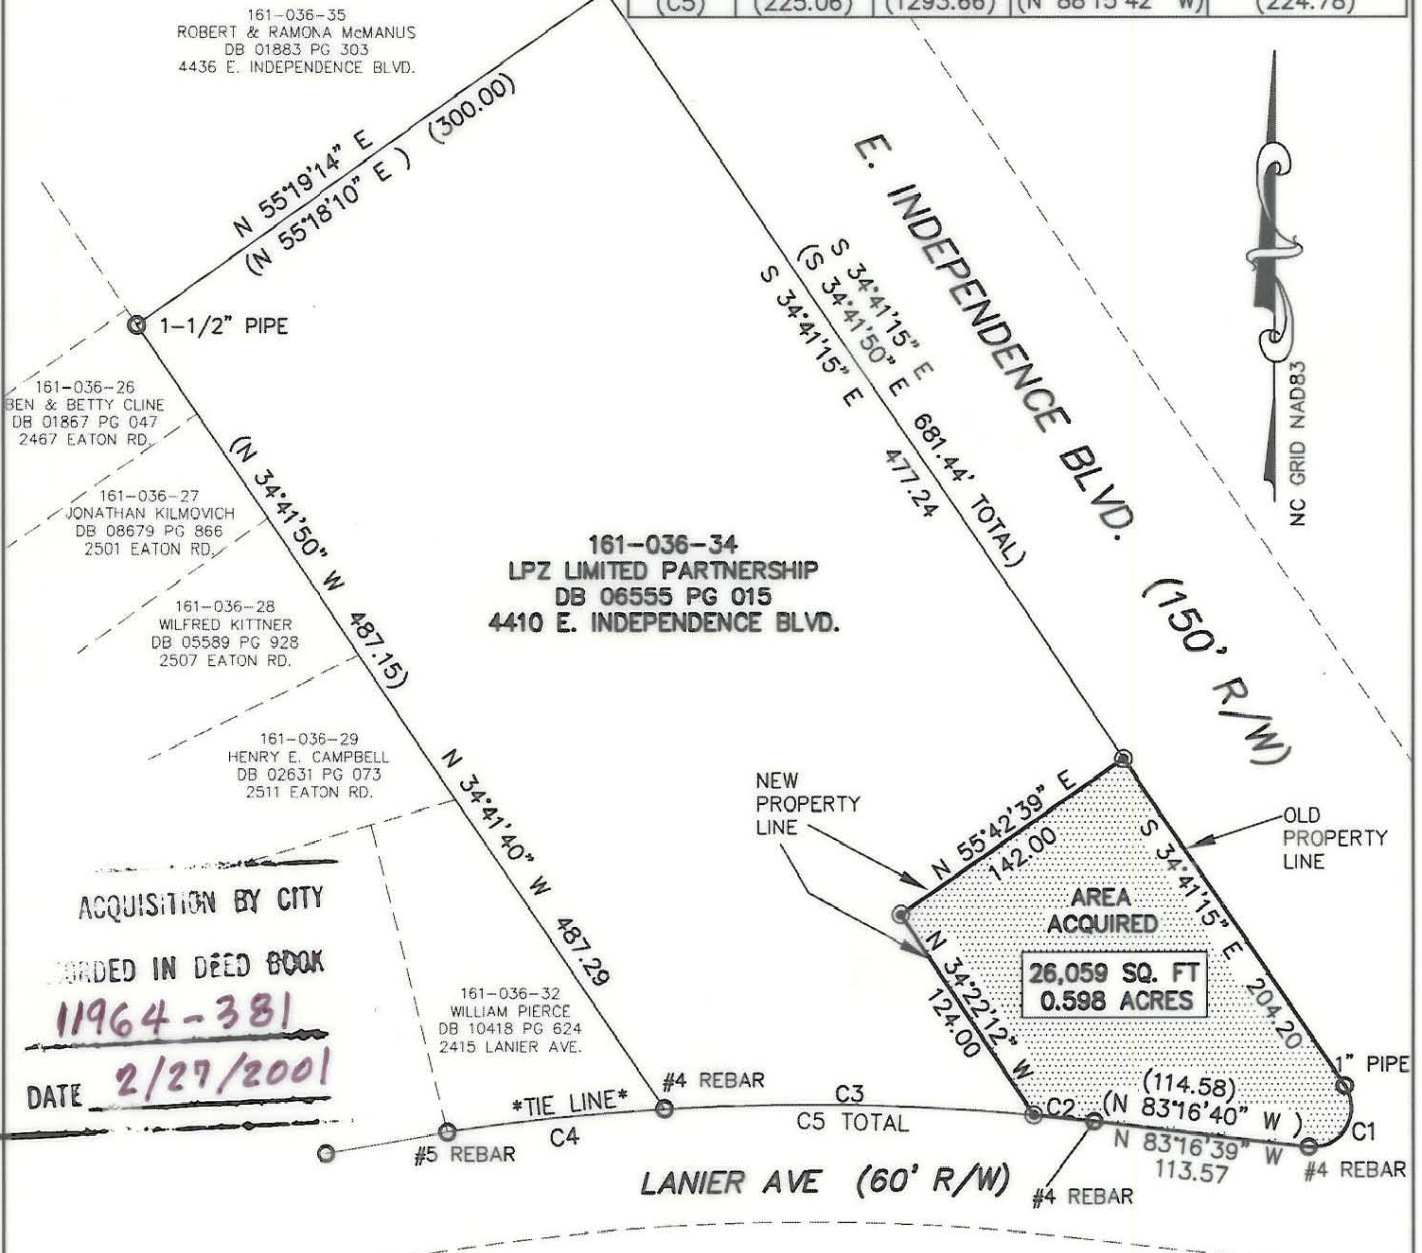 (C5) (225.06) (1293.66) (N 88°15'42" W) (224.78)
161-036-35
ROBERT & RAMONA McMANUS
DB 01883 PG 303
4436 E. INDEPENDENCE BLVD.
N 55°19'14" E
(N 55°18'10" E ) (300.00)
E. INDEPENDENCE BLVD. (150' R/W)
S 34°41'15" E
(S 34°41'50" E 681.44' TOTAL)
S 34°41'15" E 477.24
NC GRID NAD83
1-1/2" PIPE
161-036-26
BEN & BETTY CLINE
DB 01867 PG 047
2467 EATON RD.
(N 34°41'50" W 487.15)
161-036-27
JONATHAN KILMOVICH
DB 08679 PG 866
2501 EATON RD.
161-036-34
LPZ LIMITED PARTNERSHIP
DB 06555 PG 015
4410 E. INDEPENDENCE BLVD.
161-036-28
WILFRED KITTNER
DB 05589 PG 928
2507 EATON RD.
161-036-29
HENRY E. CAMPBELL
DB 02631 PG 073
2511 EATON RD.
N 34°41'40" W 487.29
NEW
PROPERTY
LINE
N 55°42'39" E
142.00
OLD
PROPERTY
LINE
S 34°41'15" E 204.20
AREA
ACQUIRED
26,059 SQ. FT
0.598 ACRES
N 34°22'12" W
124.00
ACQUISITION BY CITY
ORDED IN DEED BOOK
11964-381
DATE 2/27/2001
161-036-32
WILLIAM PIERCE
DB 10418 PG 624
2415 LANIER AVE.
1" PIPE
#4 REBAR
*TIE LINE*
C4
#5 REBAR
C3
C5 TOTAL
C2
(114.58)
(N 83°16'40" W )
N 83°16'39" W
113.57
C1
#4 REBAR
#4 REBAR
LANIER AVE (60' R/W)